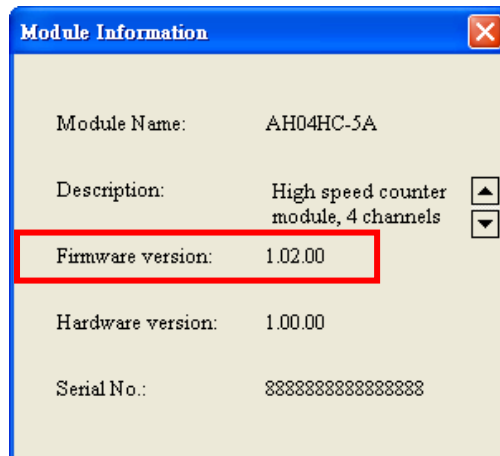 Module Information
Module Name: AH04HC-5A
Description: High speed counter
module, 4 channels
Firmware version: 1.02.00
Hardware version: 1.00.00
Serial No.: 8888888888888888